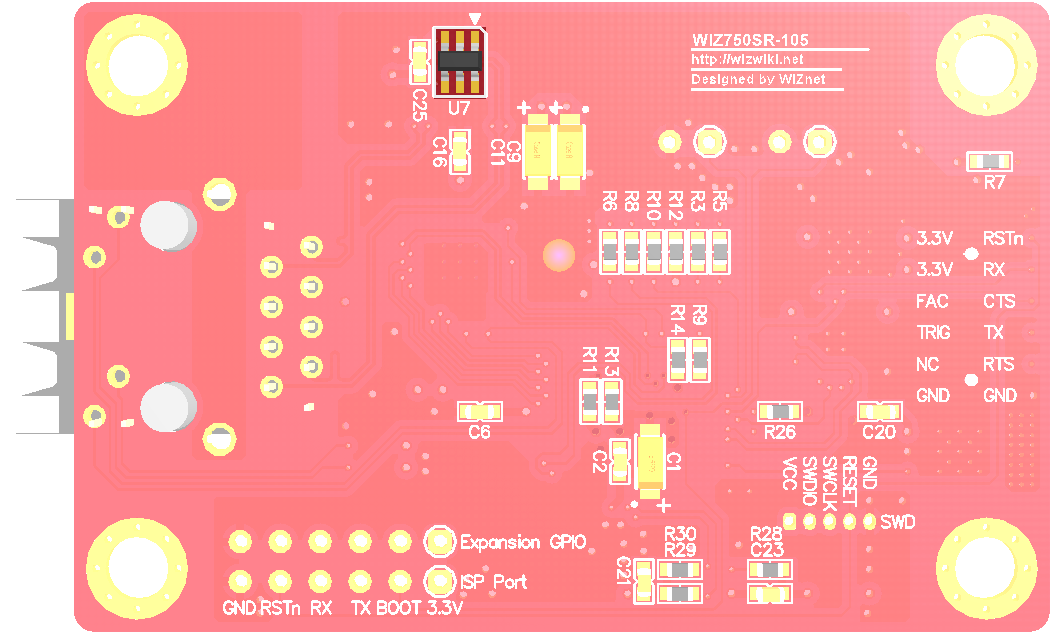 WIZ750SR-105
http://wizwiki.net
Designed by WIZnet
C25
U7
C16
C11
C9
R7
R6
R8
R10
R12
R3
R5
3.3V RSTn
3.3V RX
FAC CTS
TRIG TX
NC RTS
GND GND
R14
R9
R11
R13
C6
R26
C20
C2
C1
VCC
SWDIO
SWCLK
RESET
GND
SWD
Expansion GPIO
ISP Port
GND RSTn RX TX BOOT 3.3V
R30
R29
C21
R28
C23